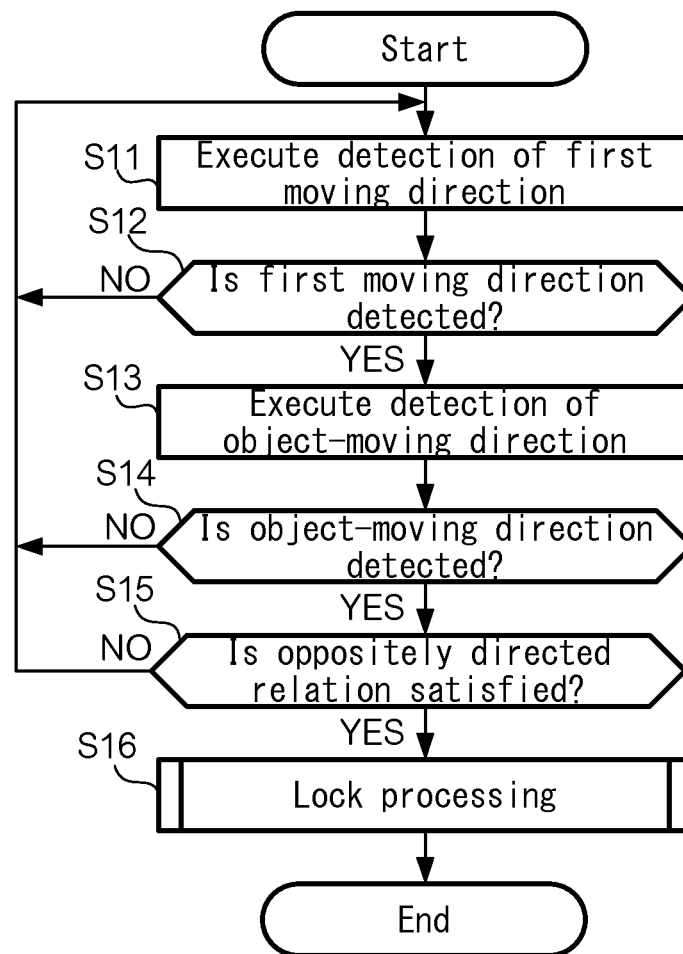 Start
S11
Execute detection of first
moving direction
S12
NO
Is first moving direction
detected?
YES
S13
Execute detection of
object-moving direction
S14
NO
Is object-moving direction
detected?
YES
S15
NO
Is oppositely directed
relation satisfied?
YES
S16
Lock processing
End